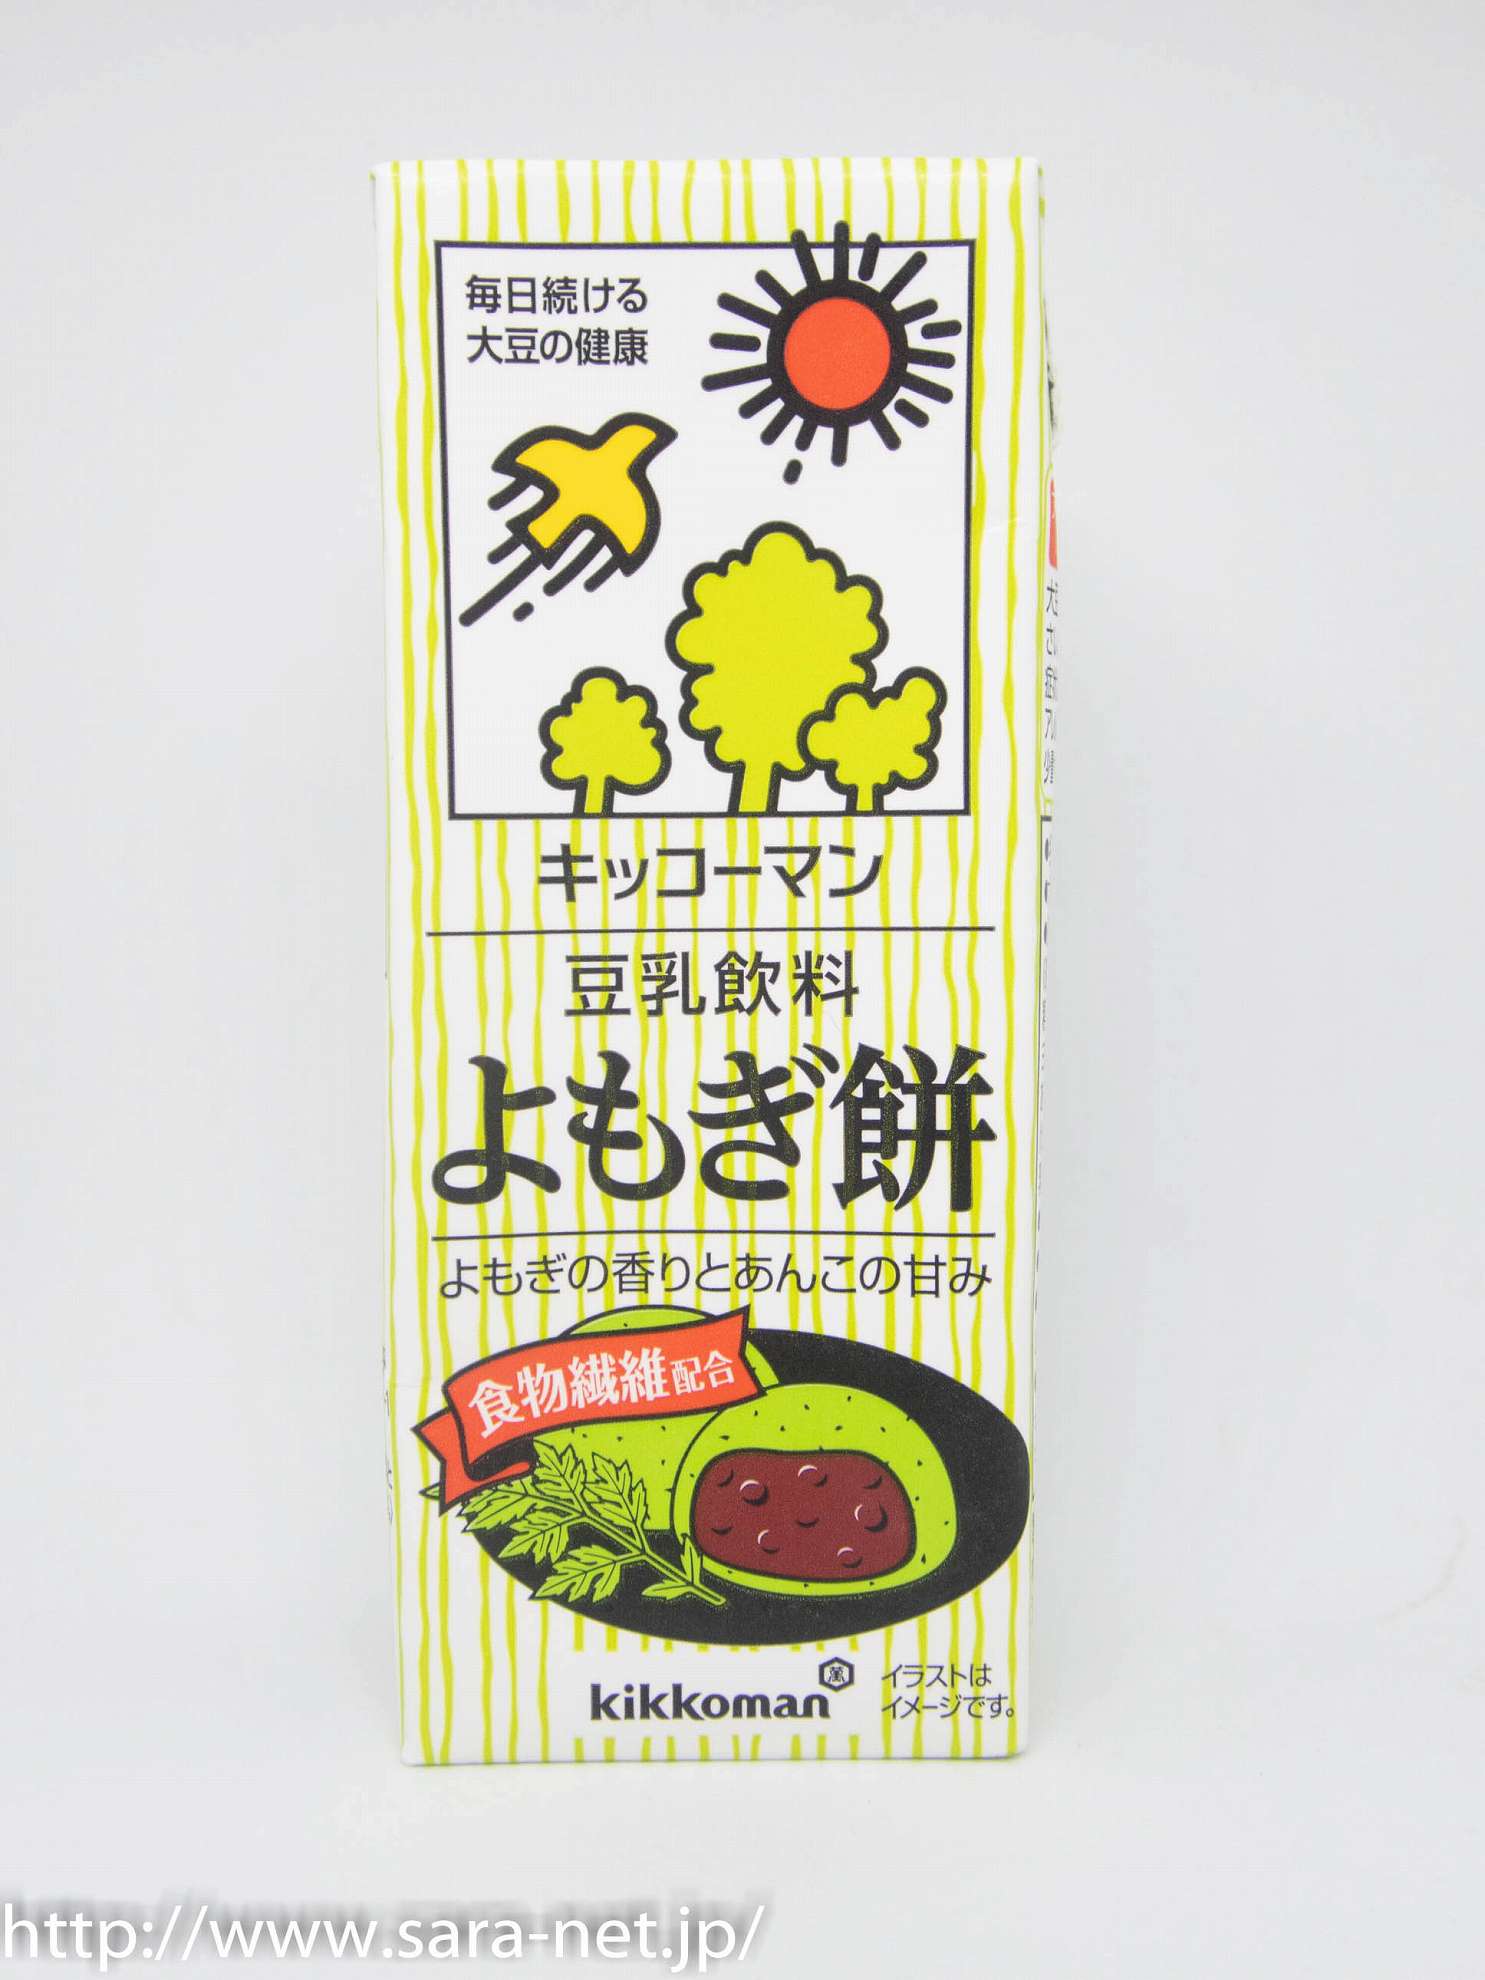 毎日続ける
大豆の健康
キッコーマン
豆乳飲料
よもぎ餅
よもぎの香りとあんこの甘み
食物繊維配合
kikkoman
萬
イラストは
イメージです。
http://www.sara-net.jp/